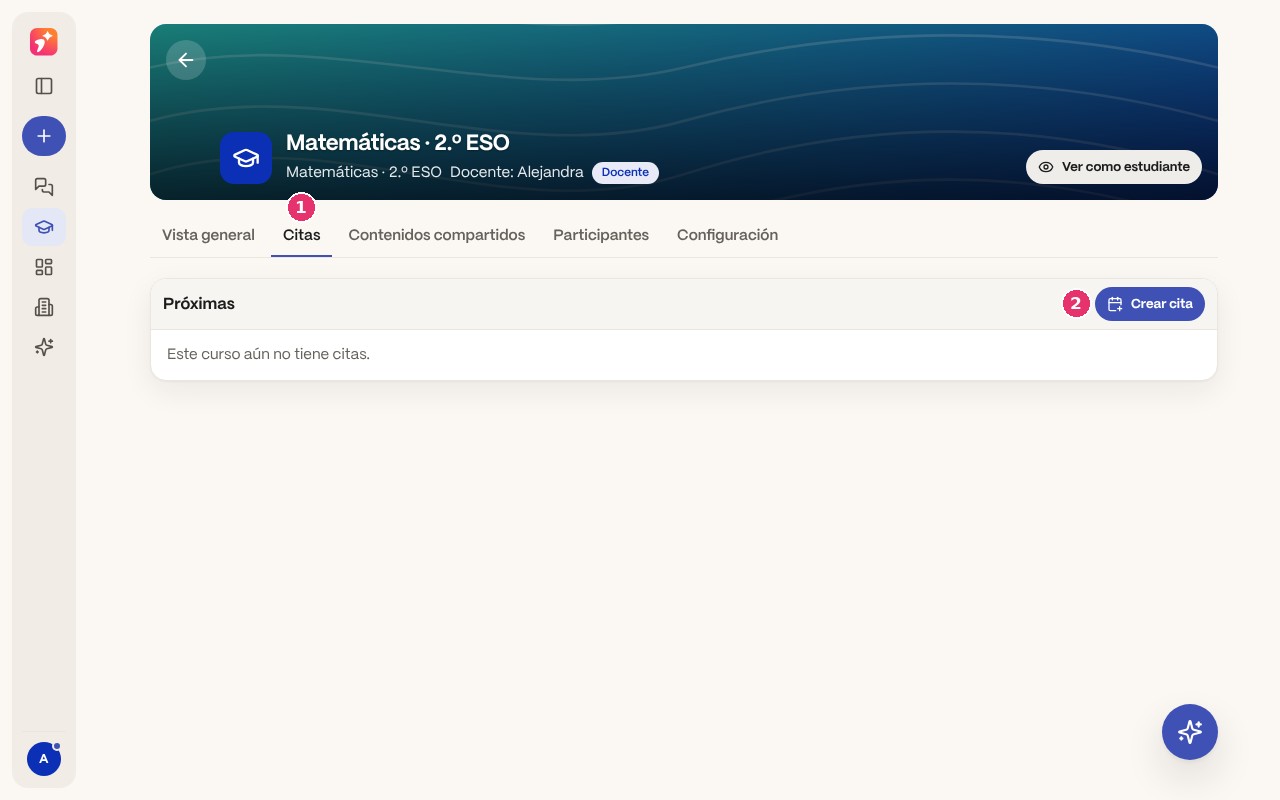 Matemáticas · 2.º ESO
Matemáticas · 2.º ESO Docente: Alejandra Docente
Ver como estudiante
1
Vista general Citas Contenidos compartidos Participantes Configuración
Próximas
2 Crear cita
Este curso aún no tiene citas.
A